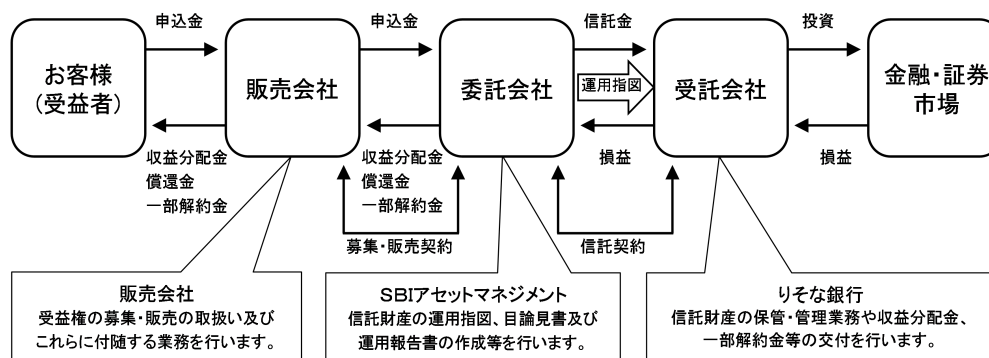 申込金
申込金
信託金
投資
お客様
(受益者)
販売会社
委託会社
運用指図
受託会社
金融・証券
市場
収益分配金
償還金
一部解約金
収益分配金
償還金
一部解約金
損益
損益
募集・販売契約
信託契約
販売会社
受益権の募集・販売の取扱い及び
これらに付随する業務を行います。
SBIアセットマネジメント
信託財産の運用指図、目論見書及び
運用報告書の作成等を行います。
りそな銀行
信託財産の保管・管理業務や収益分配金、
一部解約金等の交付を行います。